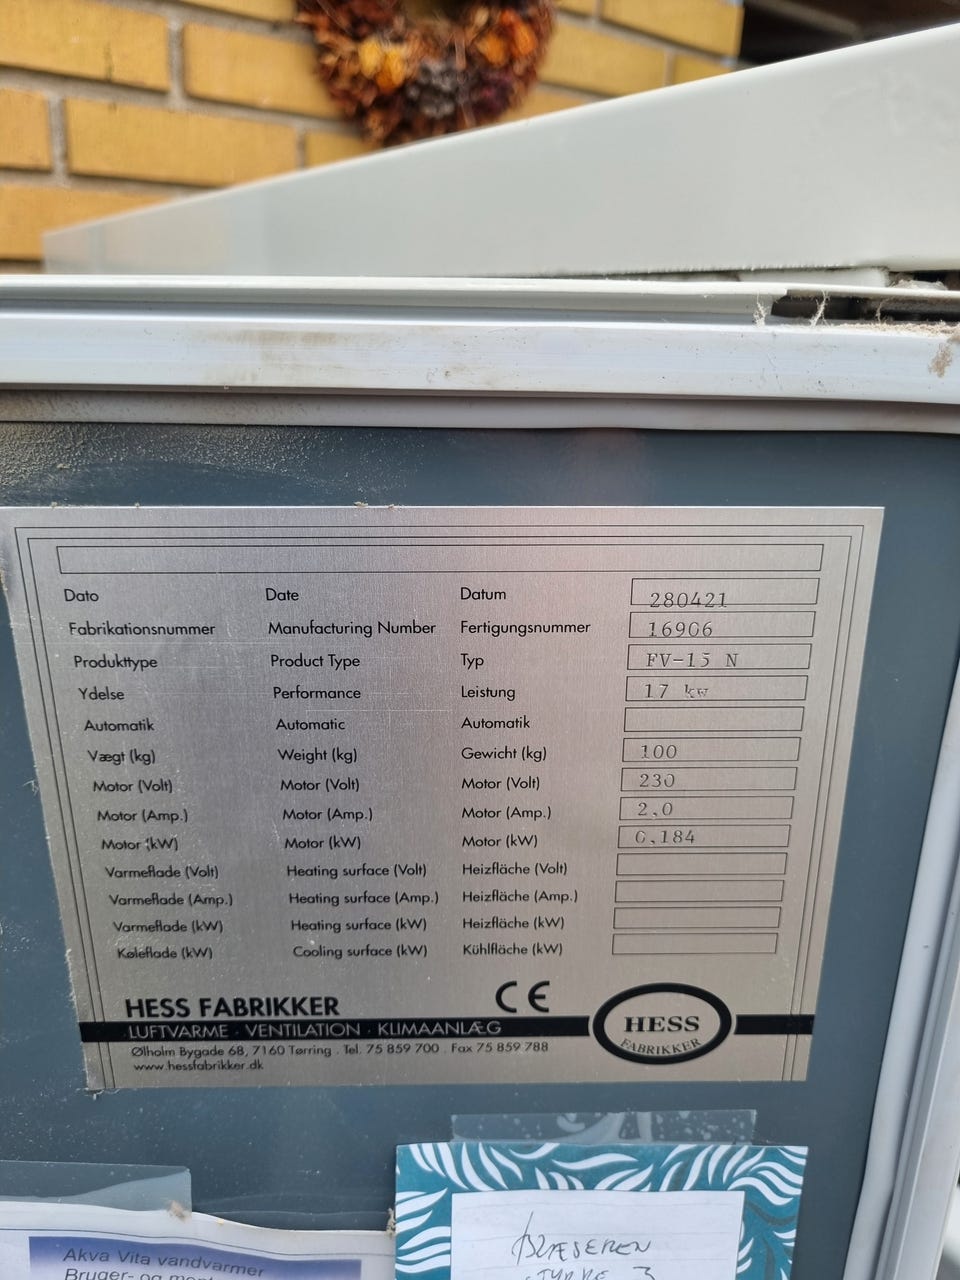 Dato Date Datum 280421
Fabrikationsnummer Manufacturing Number Fertigungsnummer 16906
Produkttype Product Type Typ FV-15 N
Ydelse Performance Leistung 17 kw
Automatik Automatic Automatik
Vægt (kg) Weight (kg) Gewicht (kg) 100
Motor (Volt) Motor (Volt) Motor (Volt) 230
Motor (Amp.) Motor (Amp.) Motor (Amp.) 2,0
Motor (kW) Motor (kW) Motor (kW) 0,184
Varmeflade (Volt) Heating surface (Volt) Heizfläche (Volt)
Varmeflade (Amp.) Heating surface (Amp.) Heizfläche (Amp.)
Varmeflade (kW) Heating surface (kW) Heizfläche (kW)
Køleflade (kW) Cooling surface (kW) Kühlfläche (kW)
HESS FABRIKKER CE
LUFTVARME · VENTILATION · KLIMAANLÆG
Ølholm Bygade 68, 7160 Tørring . Tel. 75 859 700 . Fax 75 859 788
www.hessfabrikker.dk
HESS
FABRIKKER
BLÆSEREN
3
Akva Vita vandvarmer
Bruger- og